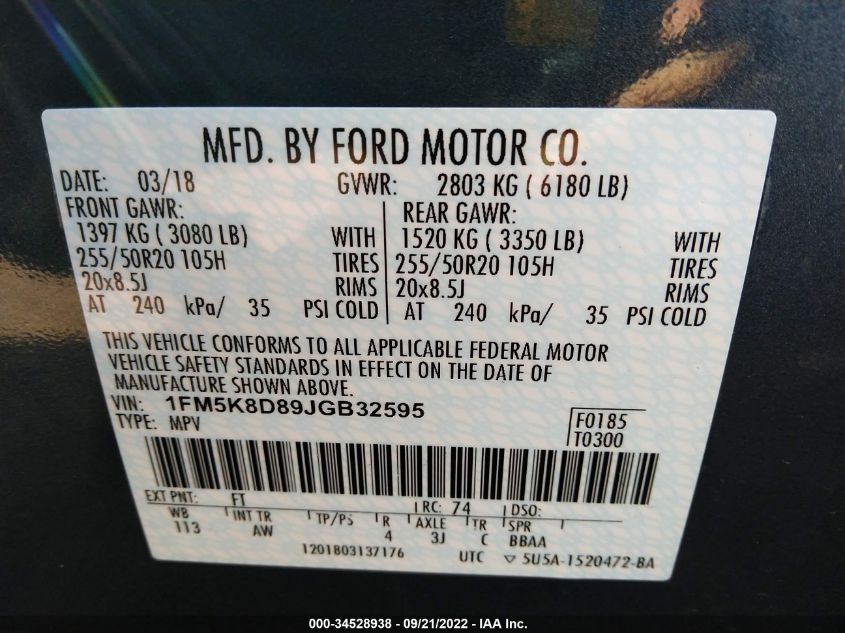 MFD. BY FORD MOTOR CO.
DATE: 03/18 GVWR: 2803 KG ( 6180 LB)
FRONT GAWR: REAR GAWR:
1397 KG ( 3080 LB) WITH 1520 KG ( 3350 LB) WITH
255/50R20 105H TIRES 255/50R20 105H TIRES
20x8.5J RIMS 20x8.5J RIMS
AT 240 kPa/ 35 PSI COLD AT 240 kPa/ 35 PSI COLD
THIS VEHICLE CONFORMS TO ALL APPLICABLE FEDERAL MOTOR
VEHICLE SAFETY STANDARDS IN EFFECT ON THE DATE OF
MANUFACTURE SHOWN ABOVE.
VIN: 1FM5K8D89JGB32595 F0185
TYPE: MPV T0300
EXT PNT: FT RC: 74 DSO:
WB INT TR TP/PS R AXLE TR SPR
113 AW 4 3J C BBAA
1201803137176 UTC ▽ 5U5A-1520472-BA
000-34528938 - 09/21/2022 - IAA Inc.